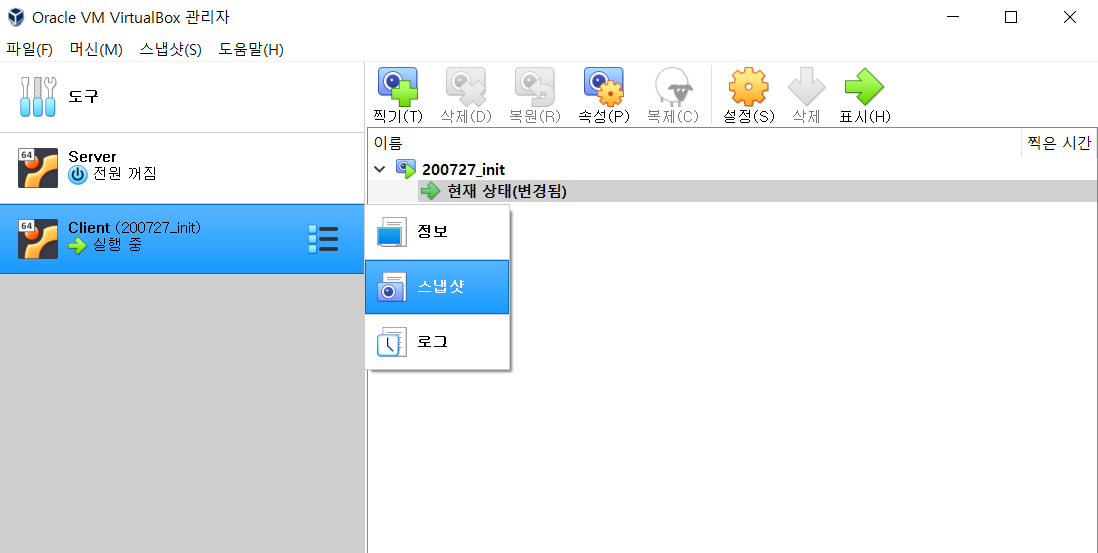 Oracle VM VirtualBox 관리자
파일(F) 머신(M) 스냅샷(S) 도움말(H)
도구
찍기(T) 삭제(D) 복원(R) 속성(P) 복제(C) 설정(S) 삭제 표시(H)
이름 찍은 시간
64 Server
전원 꺼짐
200727_init
현재 상태(변경됨)
64 Client (200727_init)
실행 중
정보
스냅샷
로그